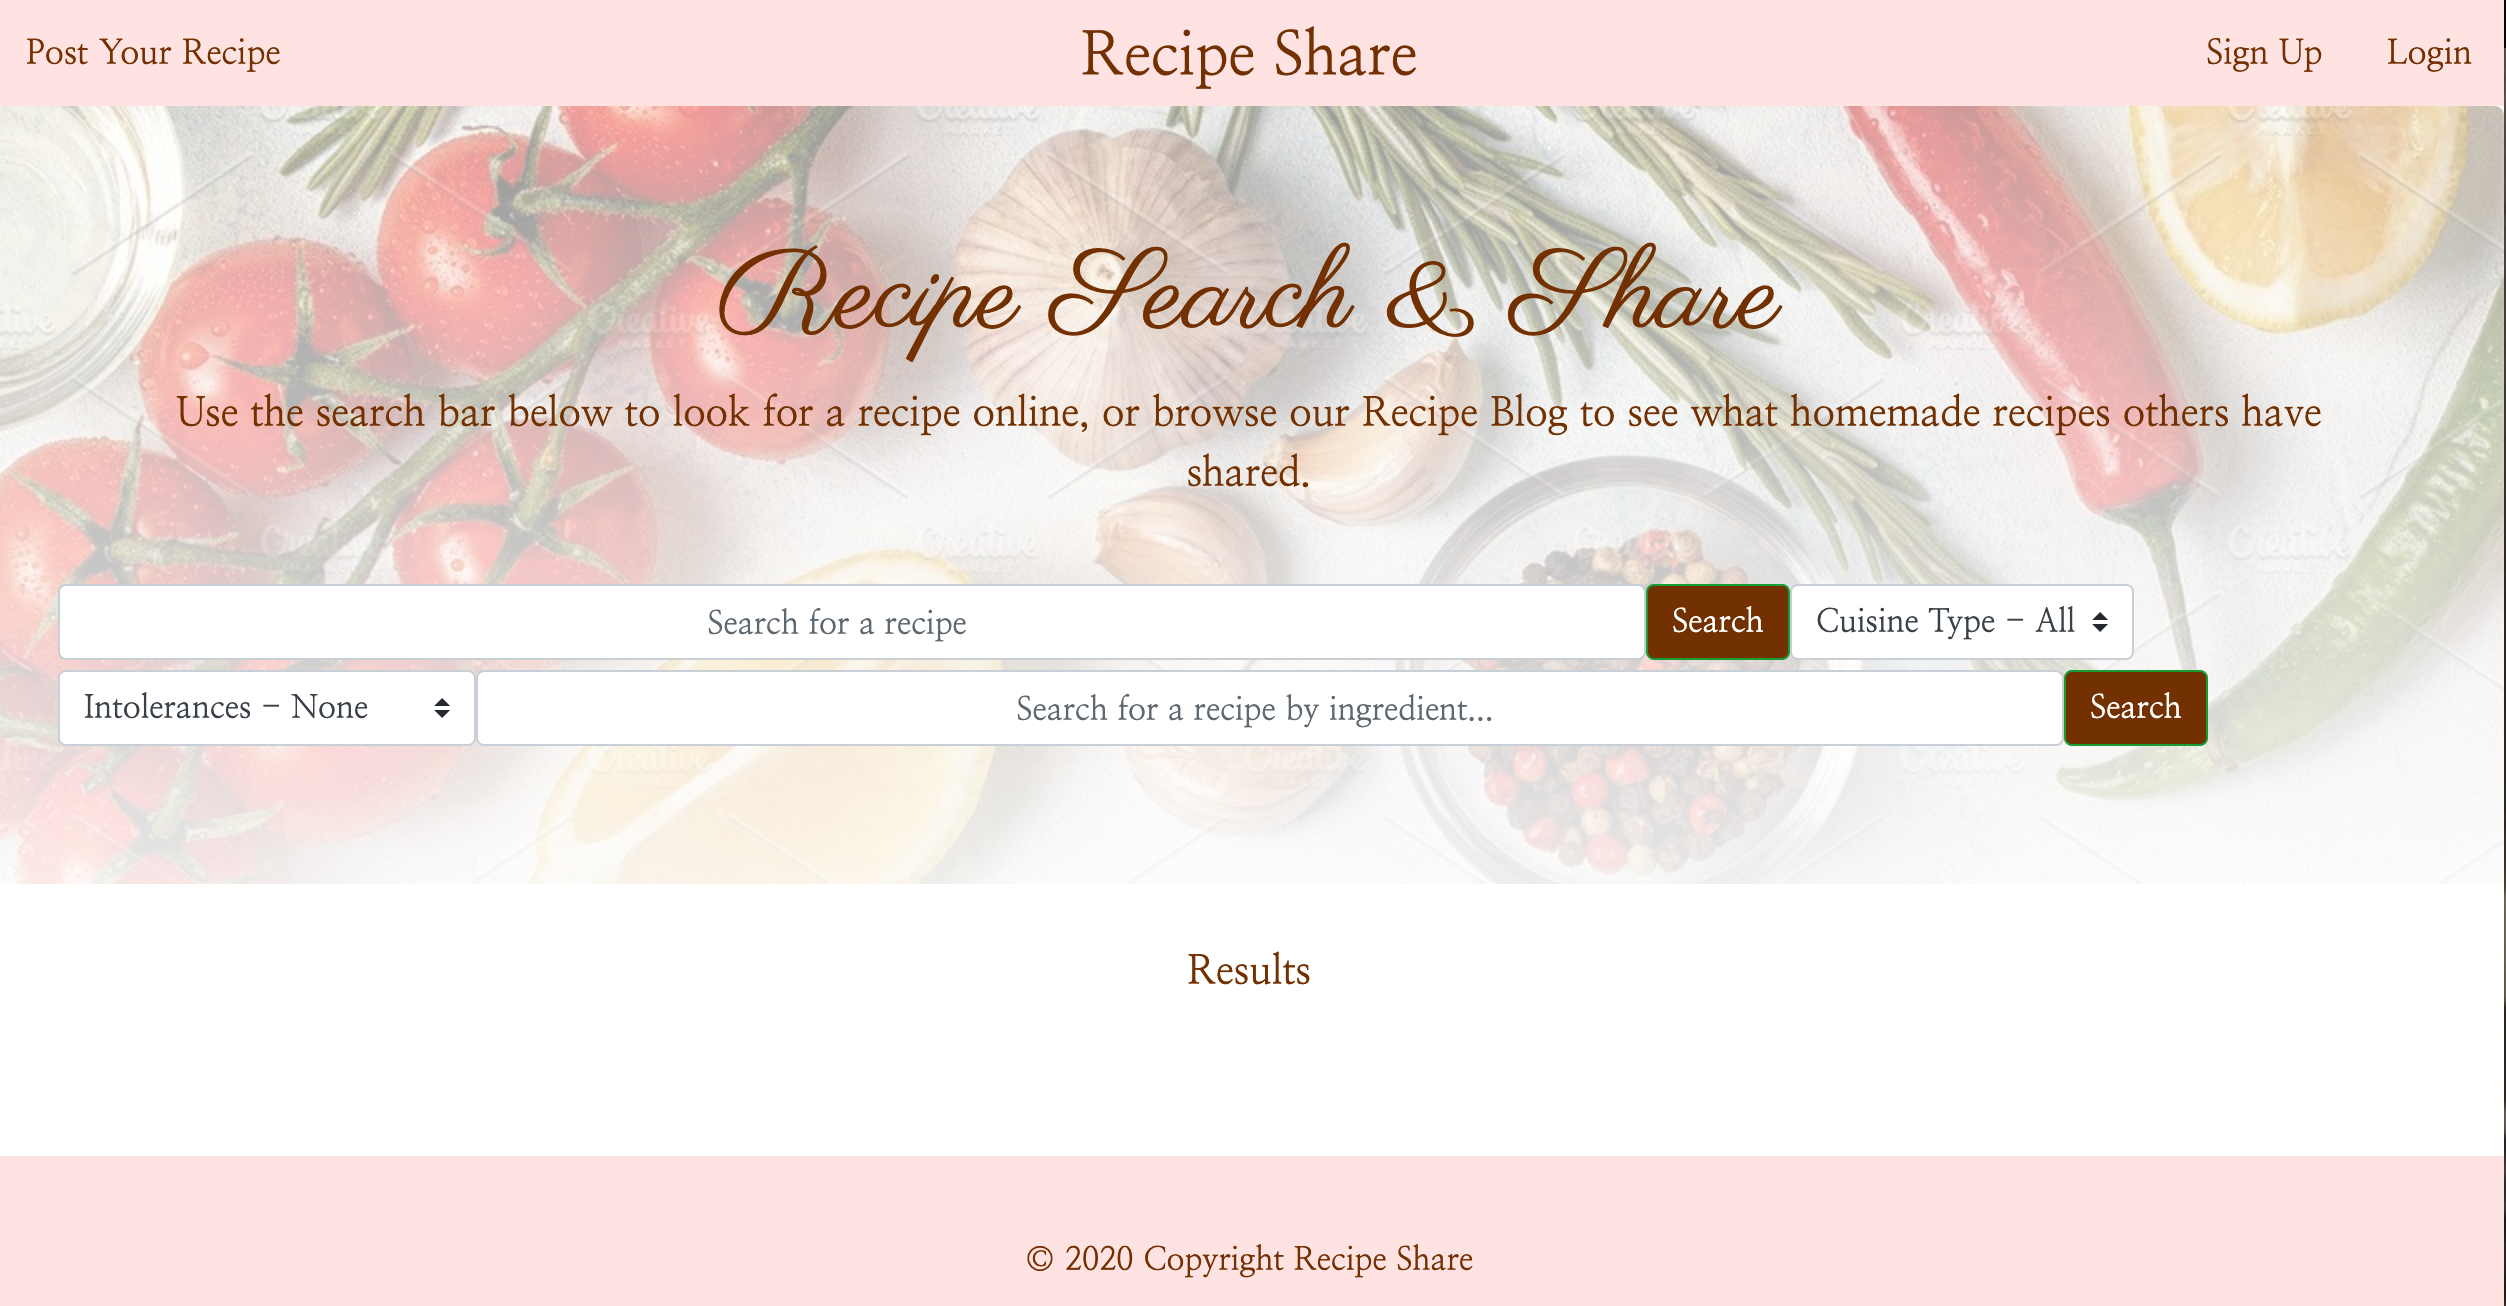 Post Your Recipe
Recipe Share
Sign Up
Login
Recipe Search & Share
Use the search bar below to look for a recipe online, or browse our Recipe Blog to see what homemade recipes others have
shared.
Search for a recipe
Search
Cuisine Type - All
Intolerances - None
Search for a recipe by ingredient...
Search
Creative
MARKET
Results
© 2020 Copyright Recipe Share